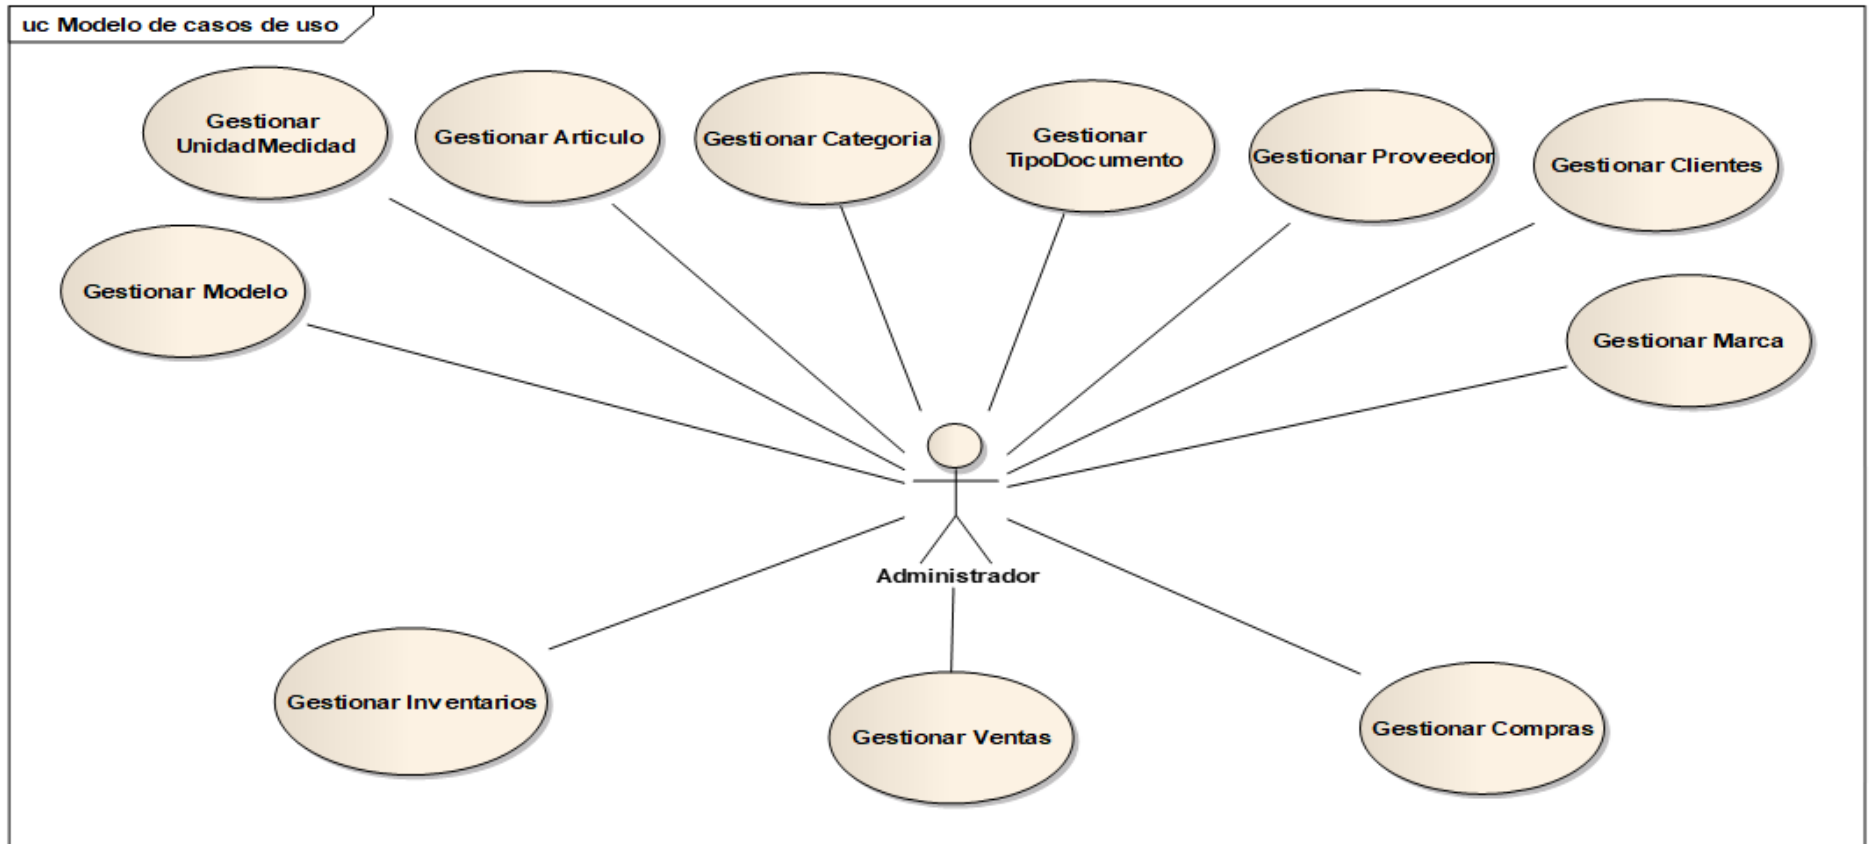 uc Modelo de casos de uso
Gestionar
UnidadMedidad
Gestionar Articulo
Gestionar Categoria
Gestionar
TipoDocumento
Gestionar Proveedor
Gestionar Clientes
Gestionar Modelo
Gestionar Marca
Administrador
Gestionar Inventarios
Gestionar Ventas
Gestionar Compras